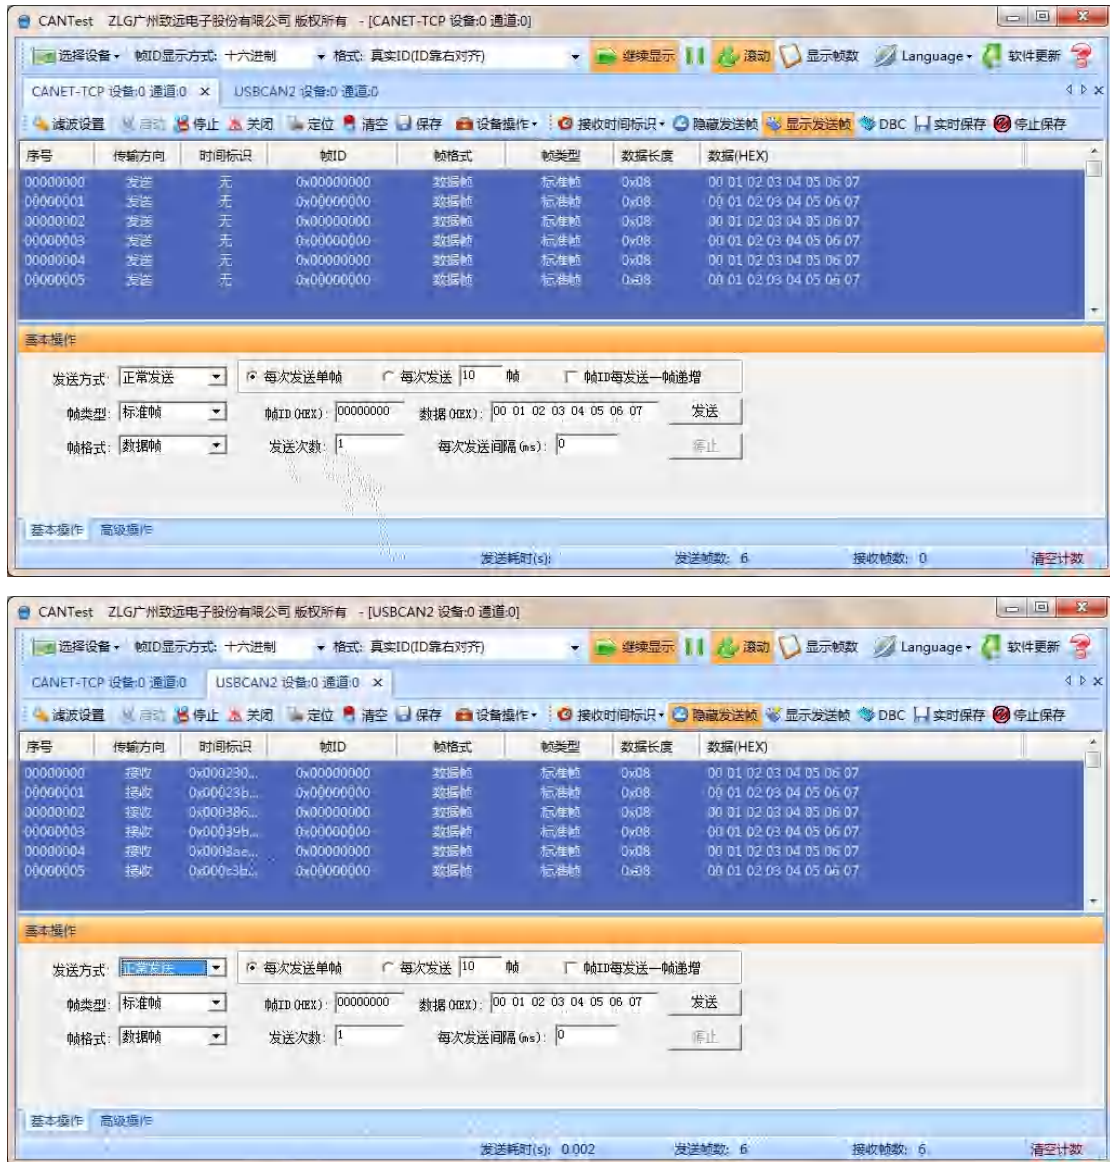 CANTest ZLG广州致远电子股份有限公司 版权所有 - [CANET-TCP 设备:0 通道:0]
选择设备 帧ID显示方式: 十六进制 格式: 真实ID(ID靠右对齐) 继续显示 滚动 显示帧数 Language 软件更新
CANET-TCP 设备:0 通道:0 × USBCAN2 设备:0 通道:0
滤波设置 启动 停止 关闭 定位 清空 保存 设备操作 接收时间标识 隐藏发送帧 显示发送帧 DBC 实时保存 停止保存
序号 传输方向 时间标识 帧ID 帧格式 帧类型 数据长度 数据(HEX)
00000000 发送 无 0x00000000 数据帧 标准帧 0x08 00 01 02 03 04 05 06 07
00000001 发送 无 0x00000000 数据帧 标准帧 0x08 00 01 02 03 04 05 06 07
00000002 发送 无 0x00000000 数据帧 标准帧 0x08 00 01 02 03 04 05 06 07
00000003 发送 无 0x00000000 数据帧 标准帧 0x08 00 01 02 03 04 05 06 07
00000004 发送 无 0x00000000 数据帧 标准帧 0x08 00 01 02 03 04 05 06 07
00000005 发送 无 0x00000000 数据帧 标准帧 0x08 00 01 02 03 04 05 06 07
基本操作
发送方式: 正常发送 每次发送单帧 每次发送 10 帧 帧ID每发送一帧递增
帧类型: 标准帧 帧ID(HEX): 00000000 数据(HEX): 00 01 02 03 04 05 06 07 发送
帧格式: 数据帧 发送次数: 1 每次发送间隔(ms): 0 停止
基本操作 高级操作
发送耗时(s): 发送帧数: 6 接收帧数: 0 清空计数
CANTest ZLG广州致远电子股份有限公司 版权所有 - [USBCAN2 设备:0 通道:0]
选择设备 帧ID显示方式: 十六进制 格式: 真实ID(ID靠右对齐) 继续显示 滚动 显示帧数 Language 软件更新
CANET-TCP 设备:0 通道:0 USBCAN2 设备:0 通道:0 ×
滤波设置 启动 停止 关闭 定位 清空 保存 设备操作 接收时间标识 隐藏发送帧 显示发送帧 DBC 实时保存 停止保存
序号 传输方向 时间标识 帧ID 帧格式 帧类型 数据长度 数据(HEX)
00000000 接收 0x000230... 0x00000000 数据帧 标准帧 0x08 00 01 02 03 04 05 06 07
00000001 接收 0x00023b... 0x00000000 数据帧 标准帧 0x08 00 01 02 03 04 05 06 07
00000002 接收 0x000386... 0x00000000 数据帧 标准帧 0x08 00 01 02 03 04 05 06 07
00000003 接收 0x00039b... 0x00000000 数据帧 标准帧 0x08 00 01 02 03 04 05 06 07
00000004 接收 0x0003ae... 0x00000000 数据帧 标准帧 0x08 00 01 02 03 04 05 06 07
00000005 接收 0x000c3b... 0x00000000 数据帧 标准帧 0x08 00 01 02 03 04 05 06 07
基本操作
发送方式: 正常发送 每次发送单帧 每次发送 10 帧 帧ID每发送一帧递增
帧类型: 标准帧 帧ID(HEX): 00000000 数据(HEX): 00 01 02 03 04 05 06 07 发送
帧格式: 数据帧 发送次数: 1 每次发送间隔(ms): 0 停止
基本操作 高级操作
发送耗时(s): 0.002 发送帧数: 6 接收帧数: 6 清空计数